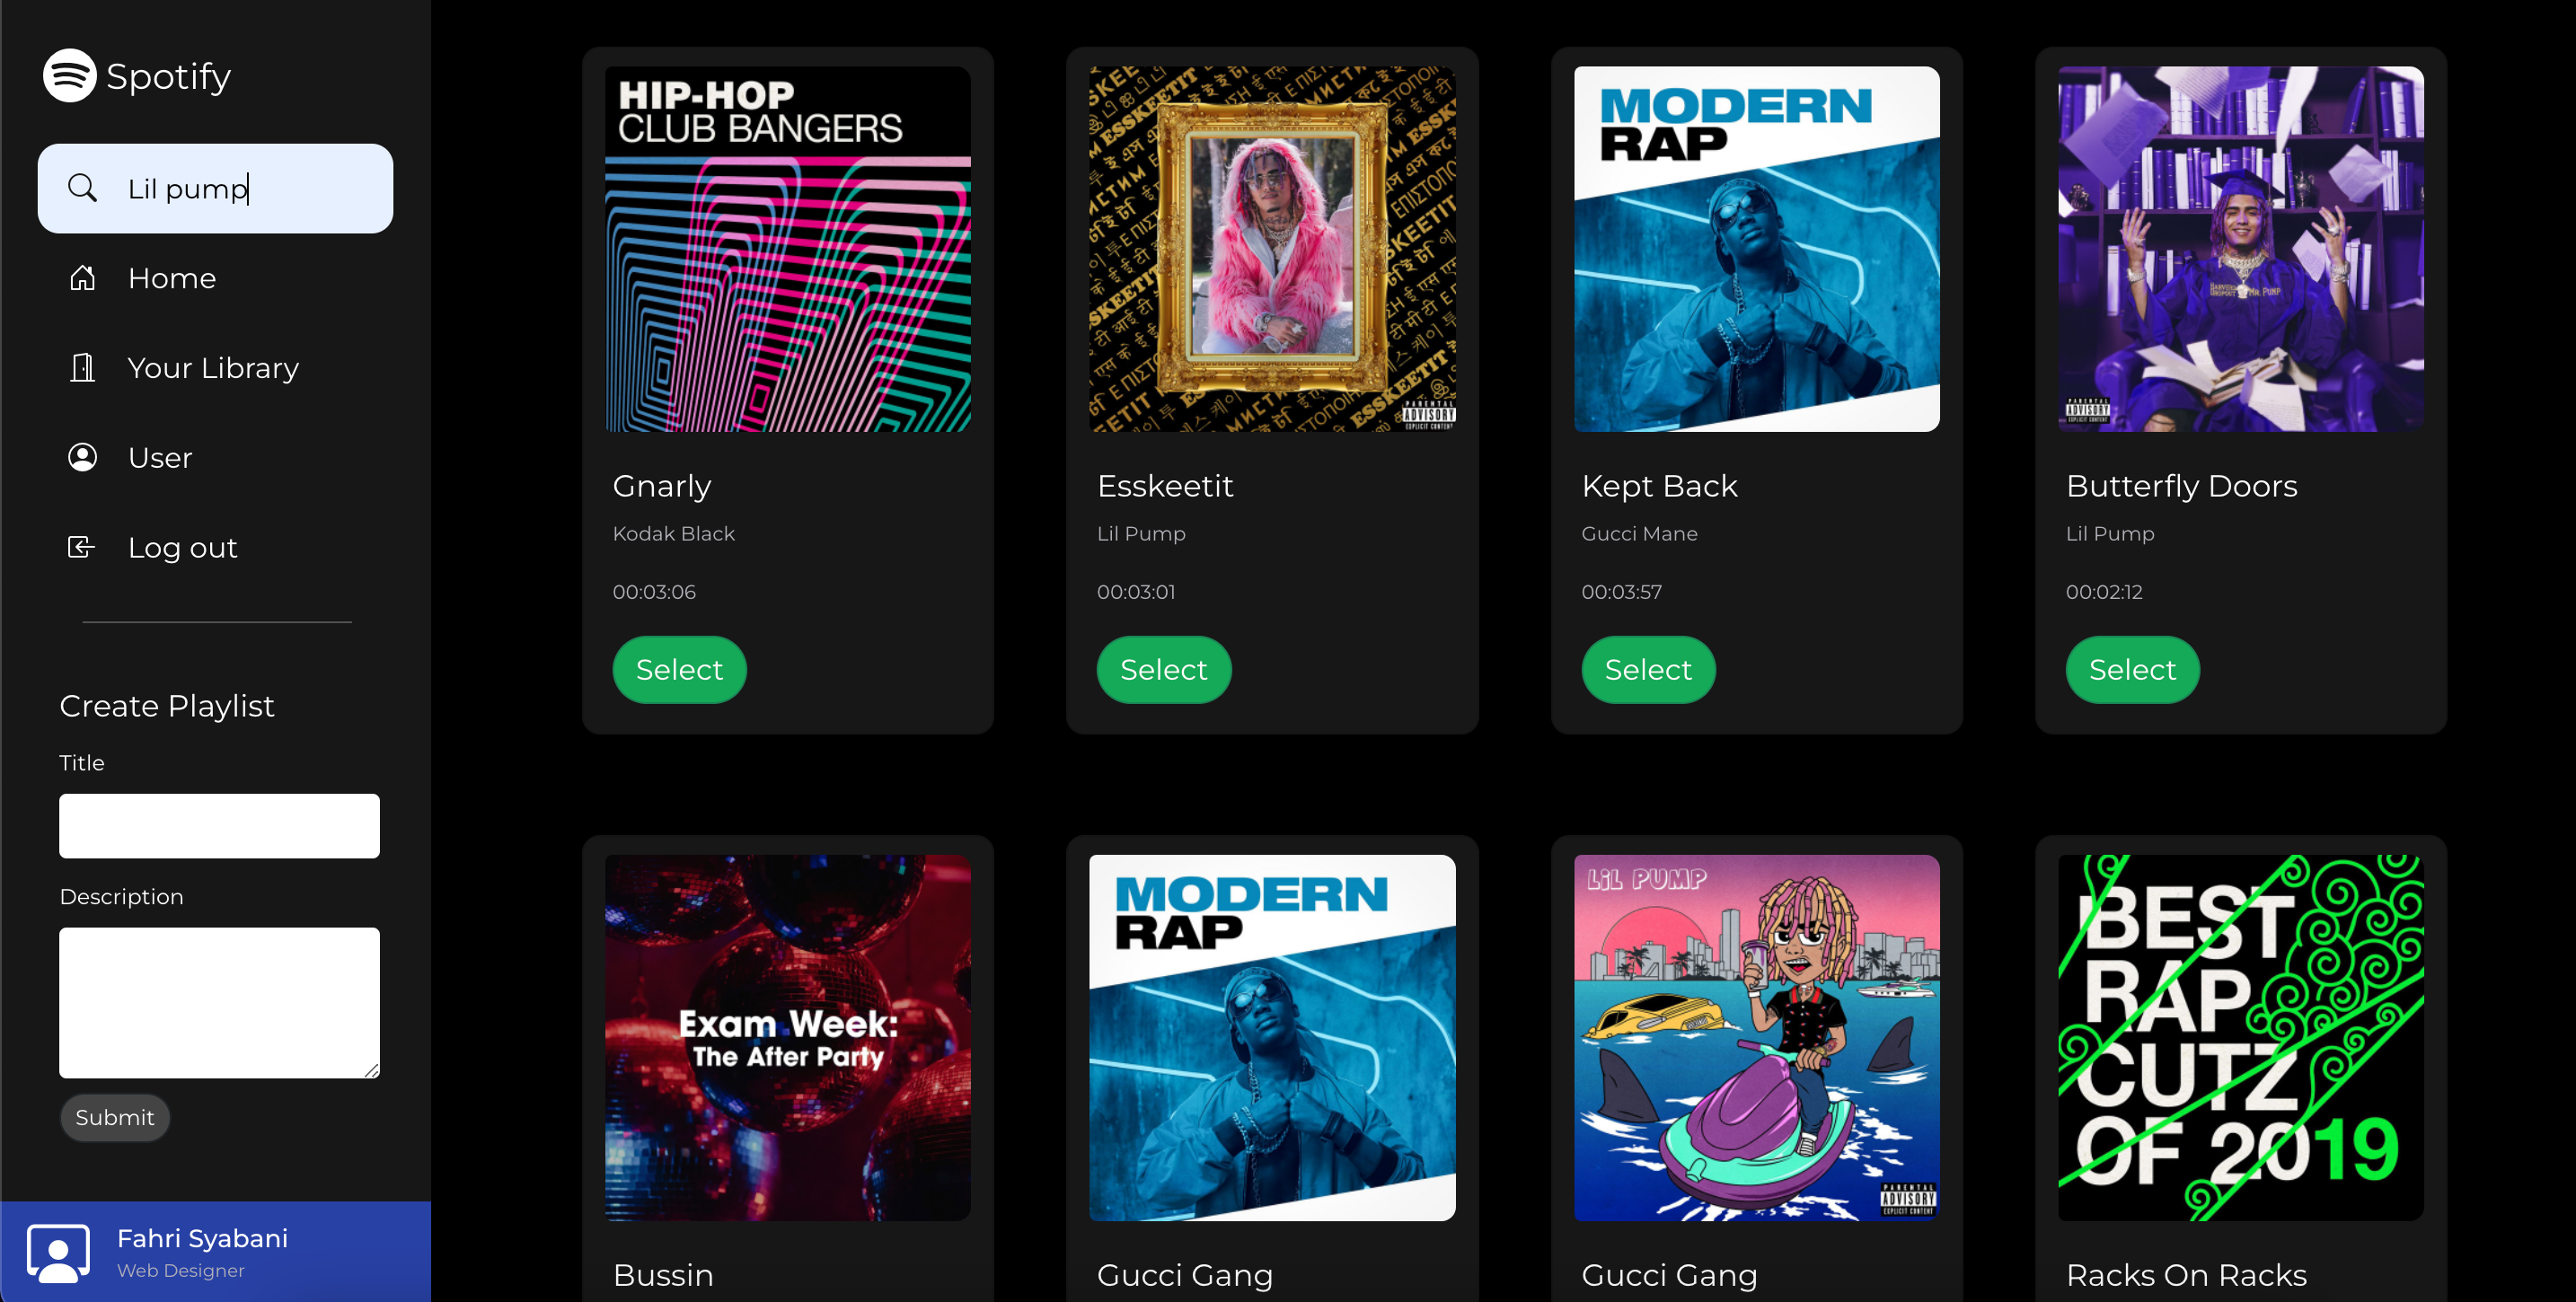 Spotify
Lil pump
Home
Your Library
User
Log out
Create Playlist
Title
Description
Submit
Fahri Syabani
Web Designer
HIP-HOP
CLUB BANGERS
Gnarly
Kodak Black
00:03:06
Select
ESSKEETIT
PARENTAL
ADVISORY
EXPLICIT CONTENT
Esskeetit
Lil Pump
00:03:01
Select
MODERN
RAP
Kept Back
Gucci Mane
00:03:57
Select
HARVERD
DROPOUT
MR. PUMP
PARENTAL
ADVISORY
EXPLICIT CONTENT
Butterfly Doors
Lil Pump
00:02:12
Select
Exam Week:
The After Party
Bussin
MODERN
RAP
Gucci Gang
LiL PUMP
PARENTAL
ADVISORY
EXPLICIT CONTENT
Gucci Gang
BEST
RAP
CUTZ
OF 2019
Racks On Racks